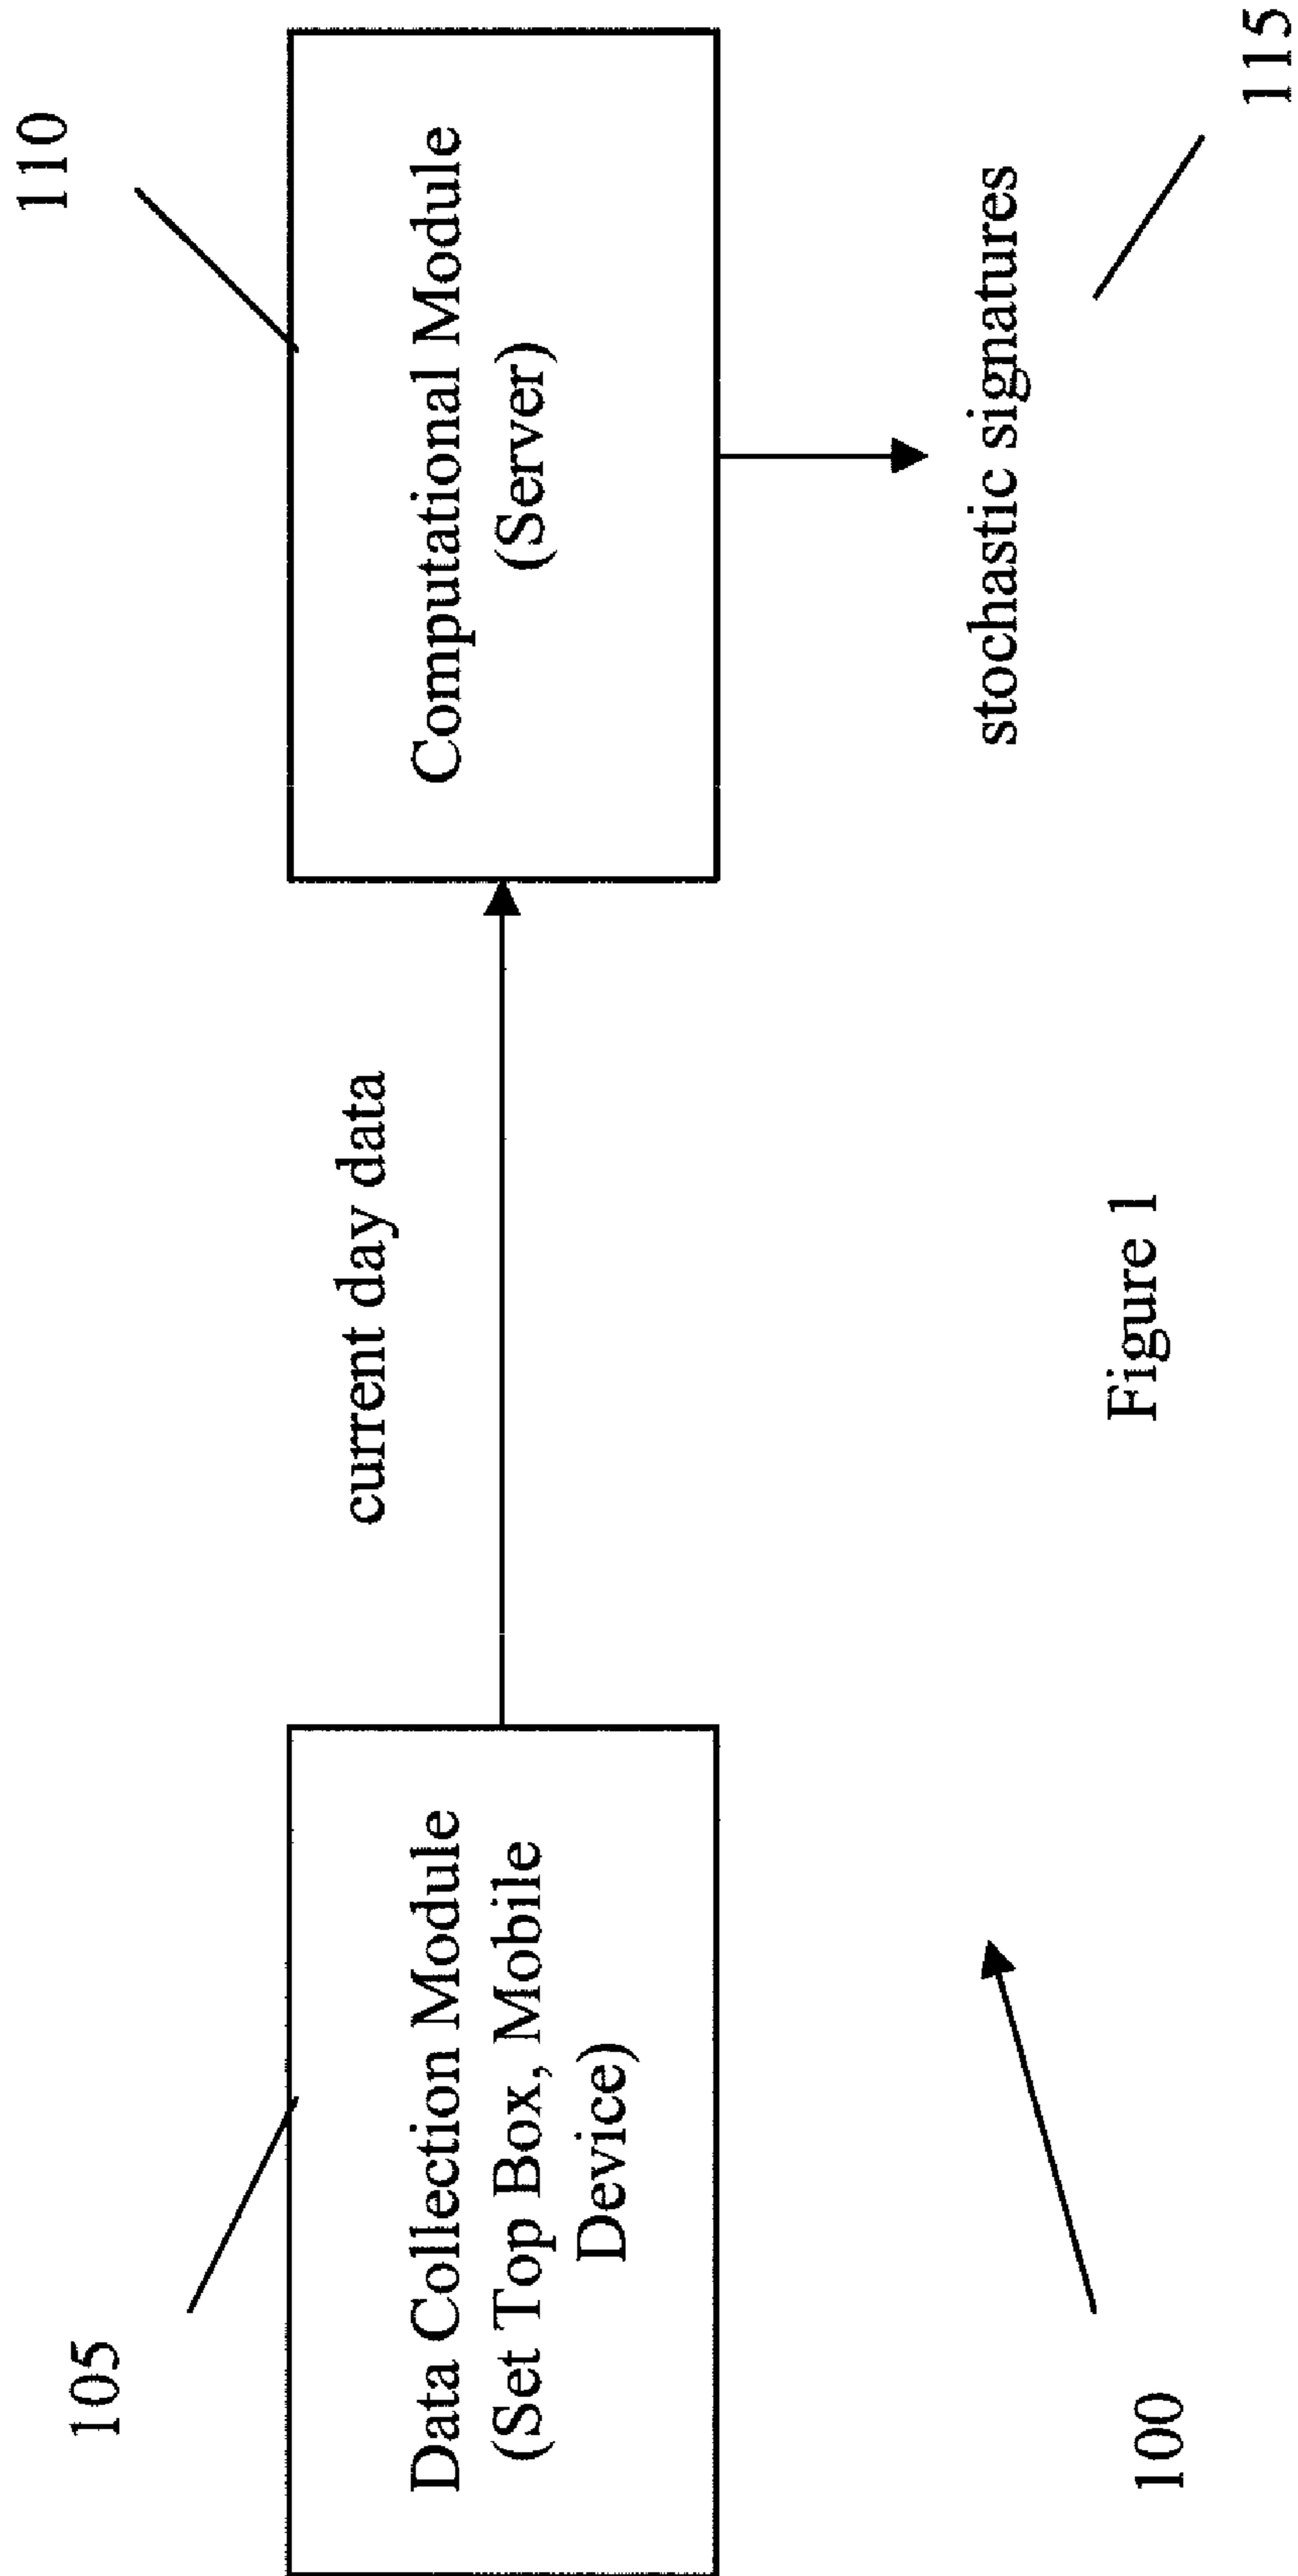 105
110
current day data
Data Collection Module
(Set Top Box, Mobile
Device)
Computational Module
(Server)
stochastic signatures
100
Figure 1
115